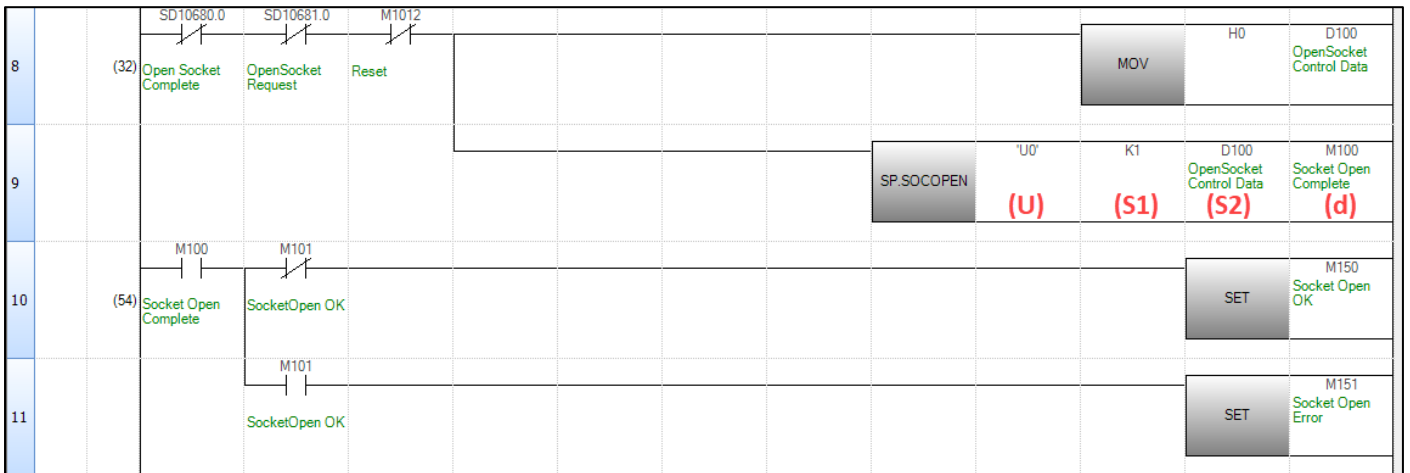 SD10680.0 SD10681.0 M1012
H0 D100
8 (32) Open Socket Complete OpenSocket Request Reset MOV OpenSocket Control Data
'U0' K1 D100 M100
9 SP.SOCOPEN OpenSocket Control Data Socket Open Complete
(U) (S1) (S2) (d)
M100 M101
M150
10 (54) Socket Open Complete SocketOpen OK SET Socket Open OK
M101
M151
11 SocketOpen OK SET Socket Open Error